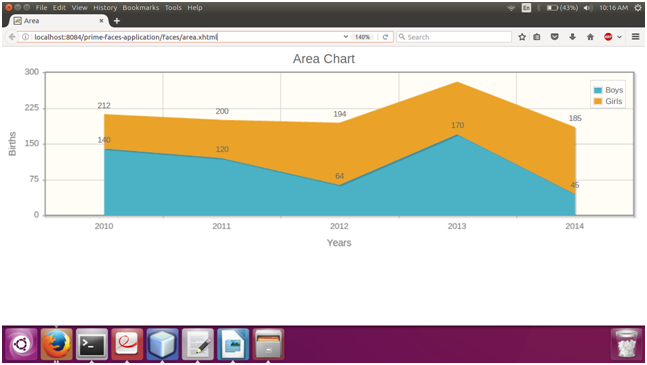 File Edit View History Bookmarks Tools Help
En (43%) 10:16 AM
Area
localhost:8084/prime-faces-application/faces/area.xhtml 140% Search
ABP
Area Chart
300
225
150
75
0
Births
212 200 194 185
140 120 64 170 45
Boys
Girls
2010 2011 2012 2013 2014
Years